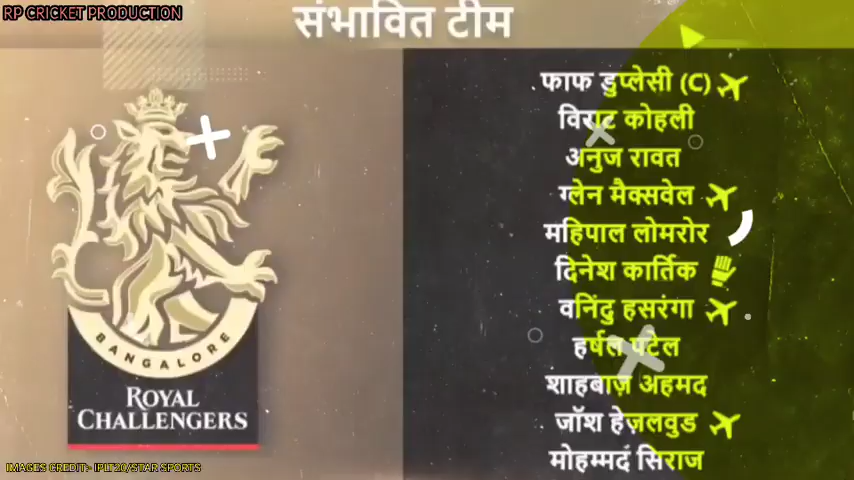 RP CRICKET PRODUCTION
संभावित टीम
फाफ डुप्लेसी (C)
विराट कोहली
अनुज रावत
ग्लेन मैक्सवेल
महिपाल लोमरोर
दिनेश कार्तिक
वनिंदु हसरंगा
हर्षल पटेल
शाहबाज़ अहमद
जॉश हेज़लवुड
मोहम्मद सिराज
BANGALORE
ROYAL
CHALLENGERS
IMAGES CREDIT:- IPLT20/STAR SPORTS